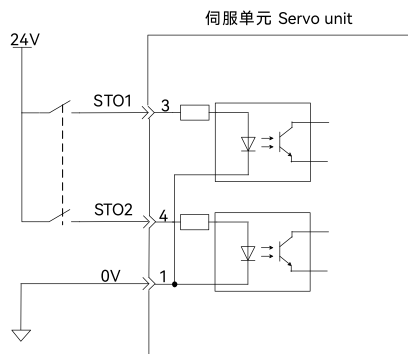 伺服单元 Servo unit
24V
STO1 3
STO2 4
0V 1